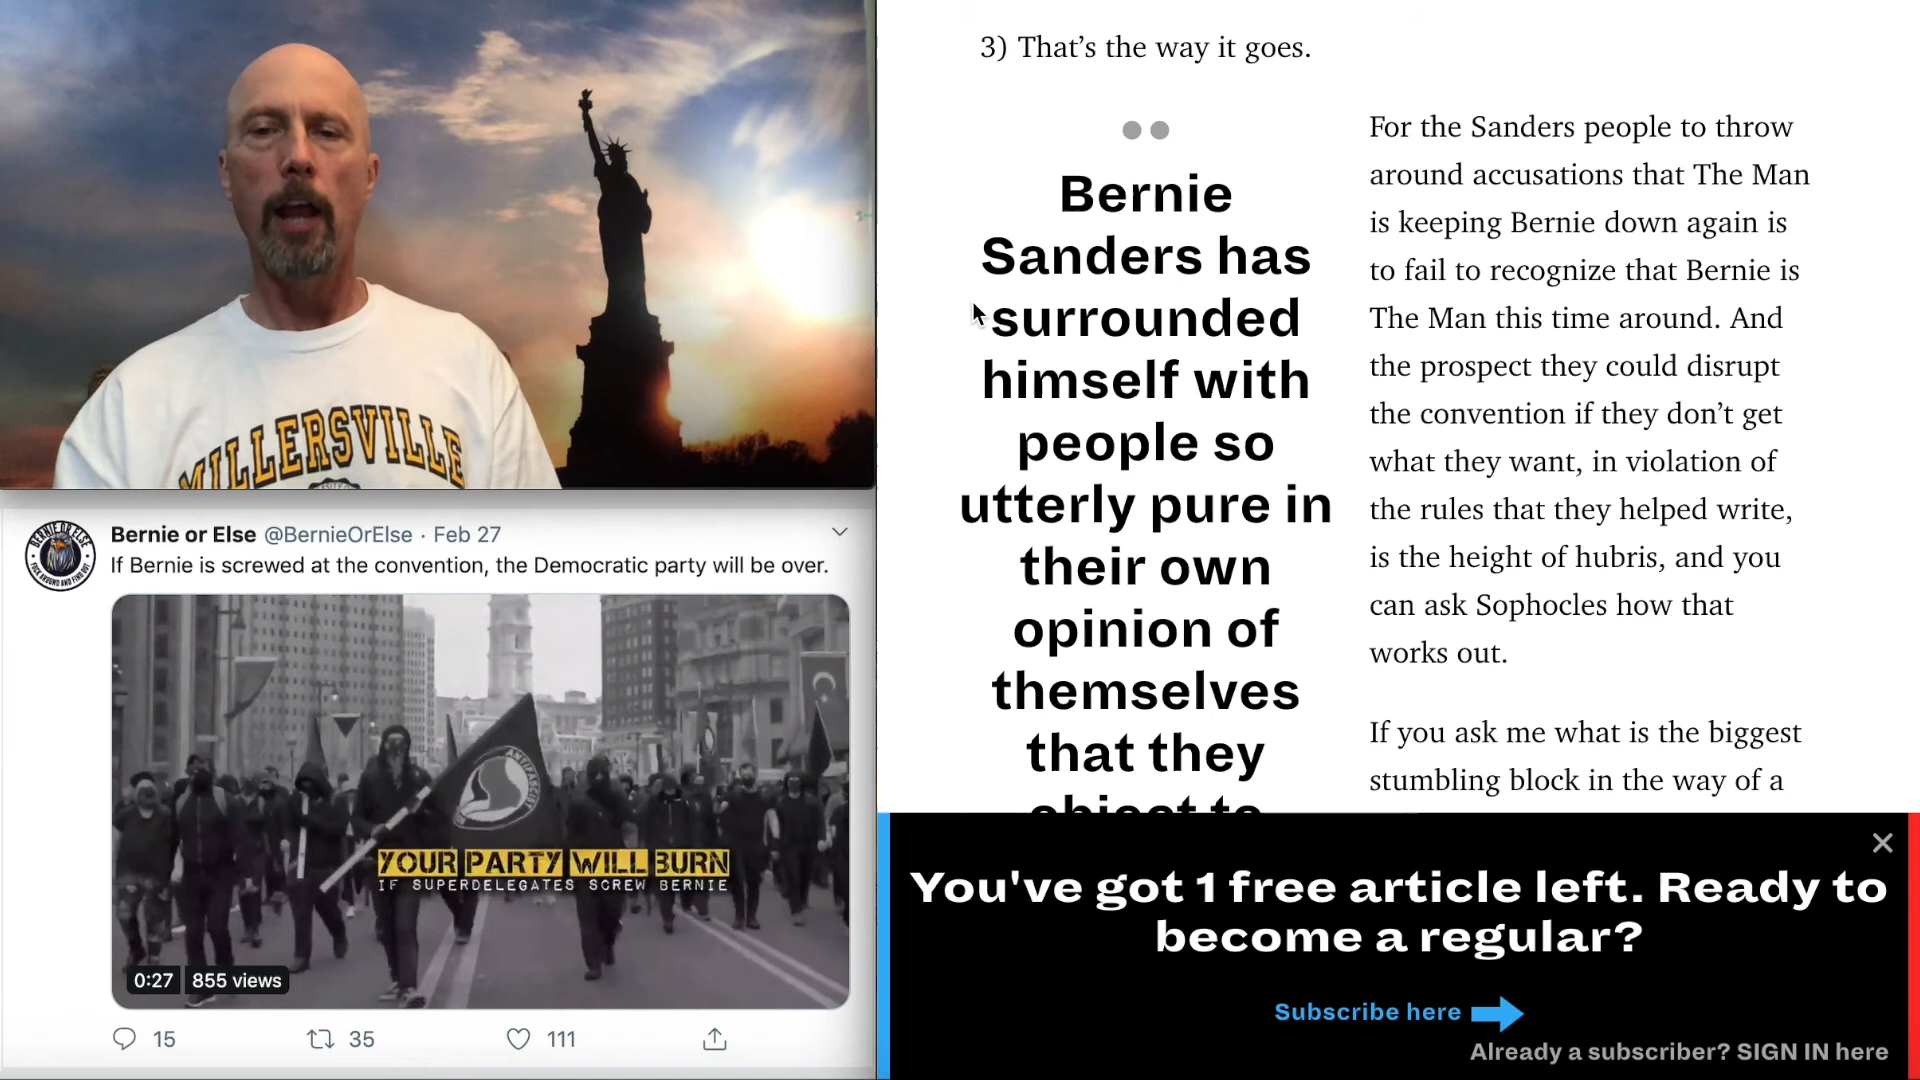 MILLERSVILLE
Bernie or Else @BernieOrElse · Feb 27
If Bernie is screwed at the convention, the Democratic party will be over.
BERNIE OR ELSE
ANTIFASCIST
YOUR PARTY WILL BURN
IF SUPERDELEGATES SCREW BERNIE
0:27 855 views
15 35 111
3) That’s the way it goes.
Bernie
Sanders has
surrounded
himself with
people so
utterly pure in
their own
opinion of
themselves
that they
object to
For the Sanders people to throw
around accusations that The Man
is keeping Bernie down again is
to fail to recognize that Bernie is
The Man this time around. And
the prospect they could disrupt
the convention if they don’t get
what they want, in violation of
the rules that they helped write,
is the height of hubris, and you
can ask Sophocles how that
works out.
If you ask me what is the biggest
stumbling block in the way of a
You've got 1 free article left. Ready to
become a regular?
Subscribe here
Already a subscriber? SIGN IN here